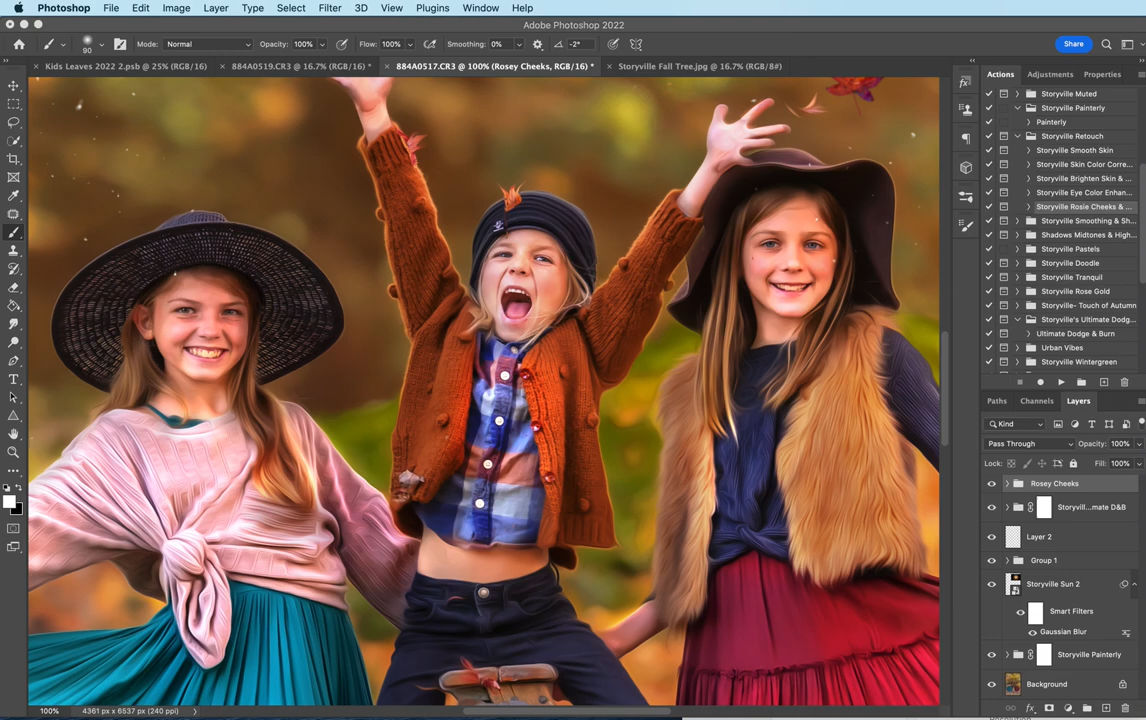 Photoshop File Edit Image Layer Type Select Filter 3D View Plugins Window Help
Adobe Photoshop 2022
90 Mode: Normal Opacity: 100% Flow: 100% Smoothing: 0% -2° Share
Kids Leaves 2022 2.psb @ 25% (RGB/16) 884A0519.CR3 @ 16.7% (RGB/16) * 884A0517.CR3 @ 100% (Rosey Cheeks, RGB/16) * Storyville Fall Tree.jpg @ 16.7% (RGB/8#)
Actions Adjustments Properties
Storyville Muted
Storyville Painterly
Painterly
Storyville Retouch
Storyville Smooth Skin
Storyville Skin Color Corre...
Storyville Brighten Skin & ...
Storyville Eye Color Enhan...
Storyville Rosie Cheeks & ...
Storyville Smoothing & Sh...
Shadows Midtones & High...
Storyville Pastels
Storyville Doodle
Storyville Tranquil
Storyville Rose Gold
Storyville- Touch of Autumn
Storyville's Ultimate Dodg...
Ultimate Dodge & Burn
Urban Vibes
Storyville Wintergreen
Paths Channels Layers
Kind
Pass Through Opacity: 100%
Lock: Fill: 100%
Rosey Cheeks
Storyvill...mate D&B
Layer 2
Group 1
Storyville Sun 2
Smart Filters
Gaussian Blur
Storyville Painterly
Background
100% 4361 px x 6537 px (240 ppi)